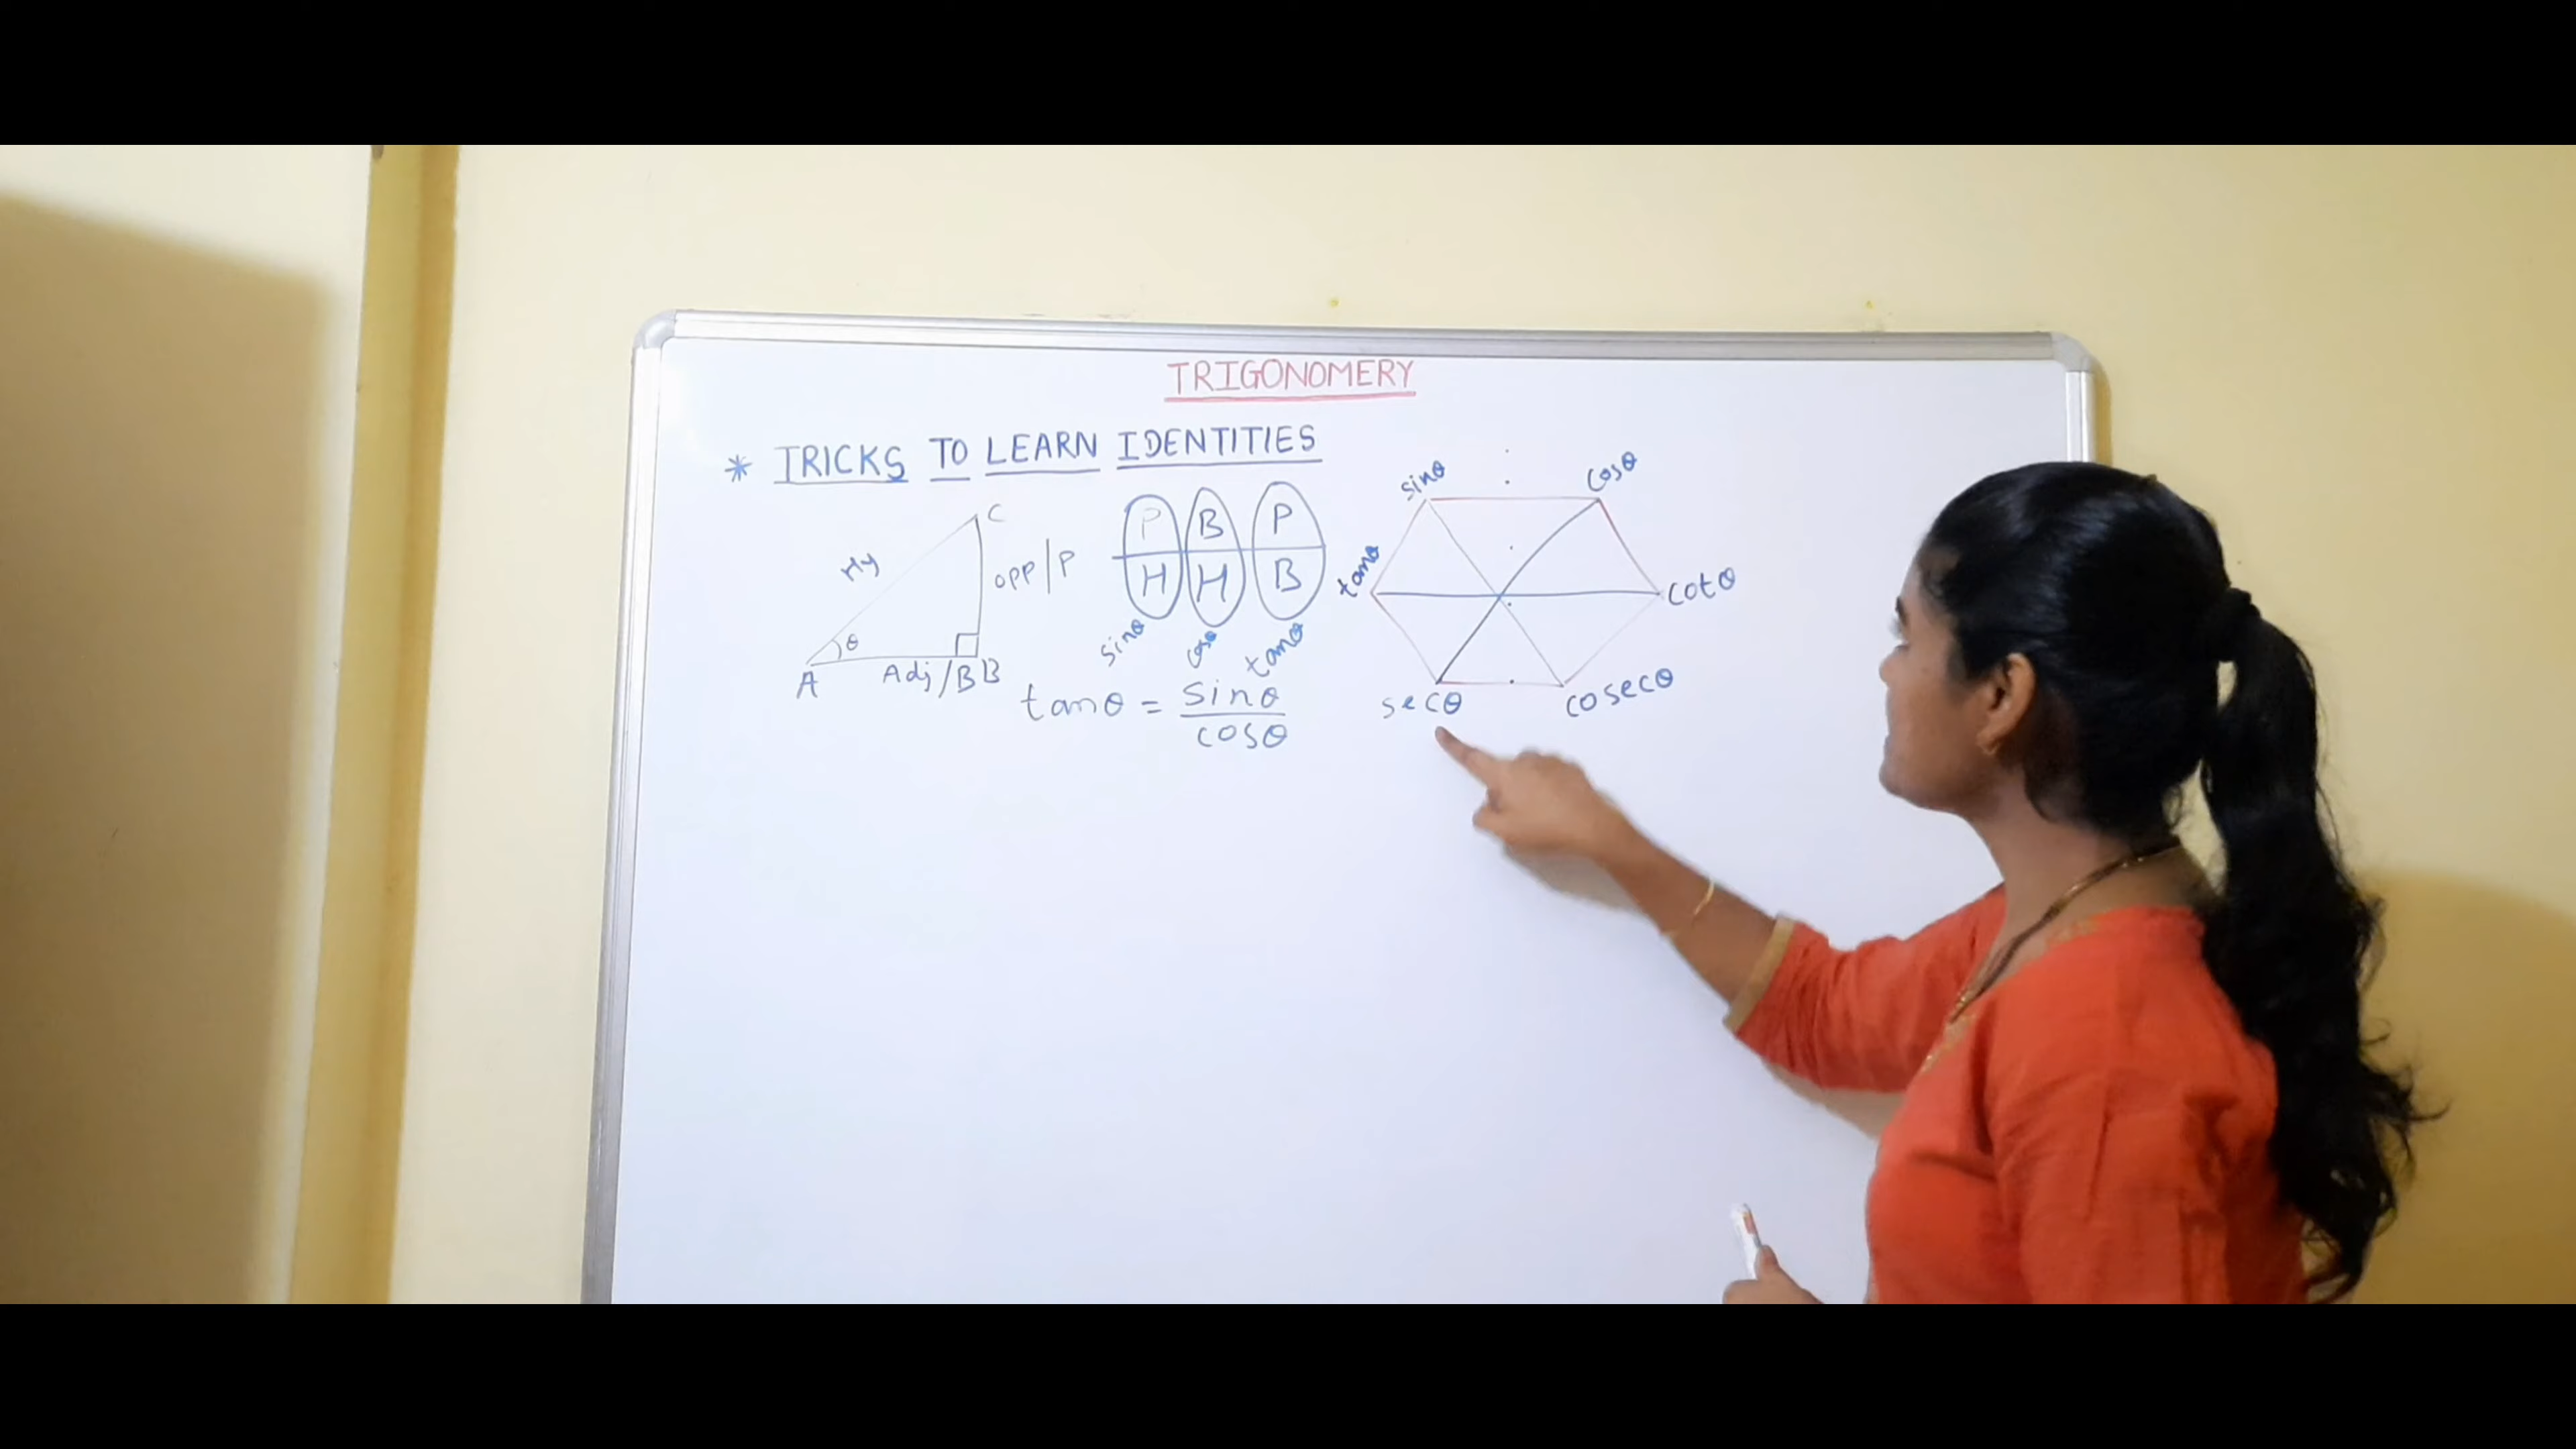 TRIGONOMERY
* TRICKS TO LEARN IDENTITIES
C
Hy
opp/P
θ
A
Adj/B
B
P B P
H H B
sinθ cosθ tanθ
tanθ = sinθ
cosθ
sinθ cosθ
tanθ cotθ
secθ cosecθ